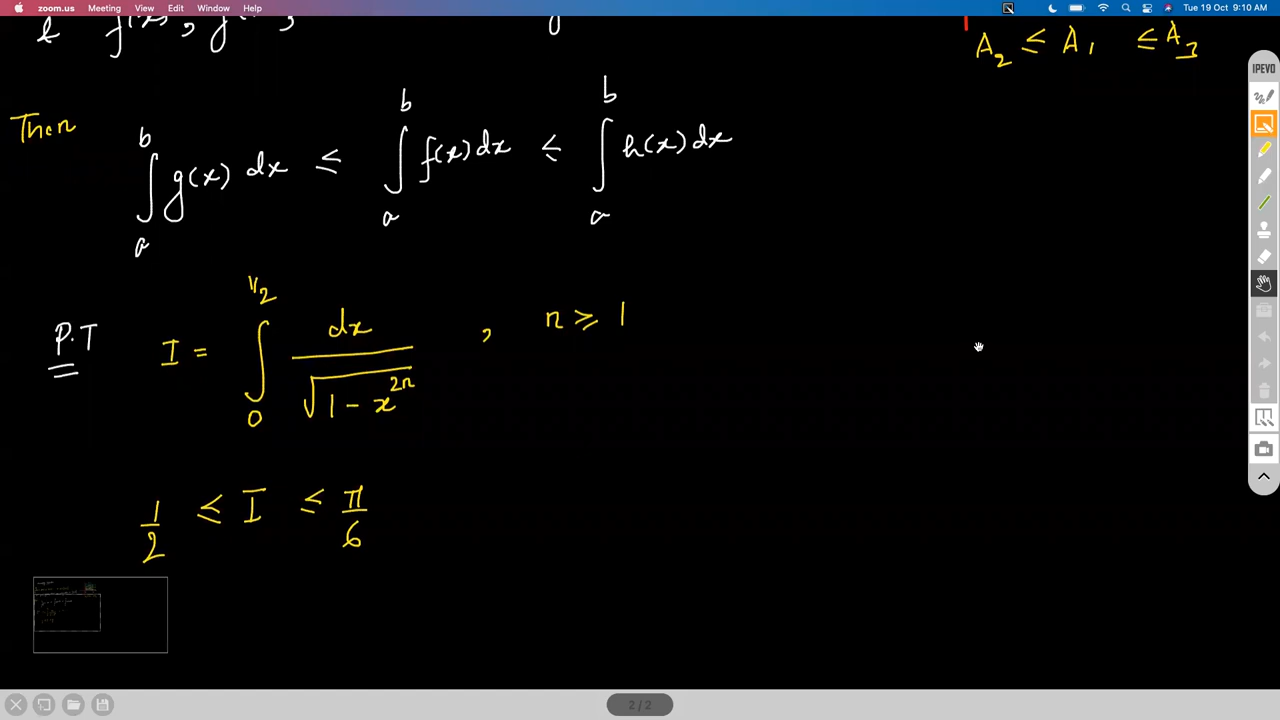 zoom.us Meeting View Edit Window Help Tue 19 Oct 9:10 AM
A₂ ≤ A₁ ≤ A₃
IPEVO
Then ∫ₐᵇ g(x) dx ≤ ∫ₐᵇ f(x) dx ≤ ∫ₐᵇ h(x) dx
P.T I = ∫₀^{1/2} dx / √(1 - x^{2n}) , n ≥ 1
1/2 ≤ I ≤ π/6
2 / 2